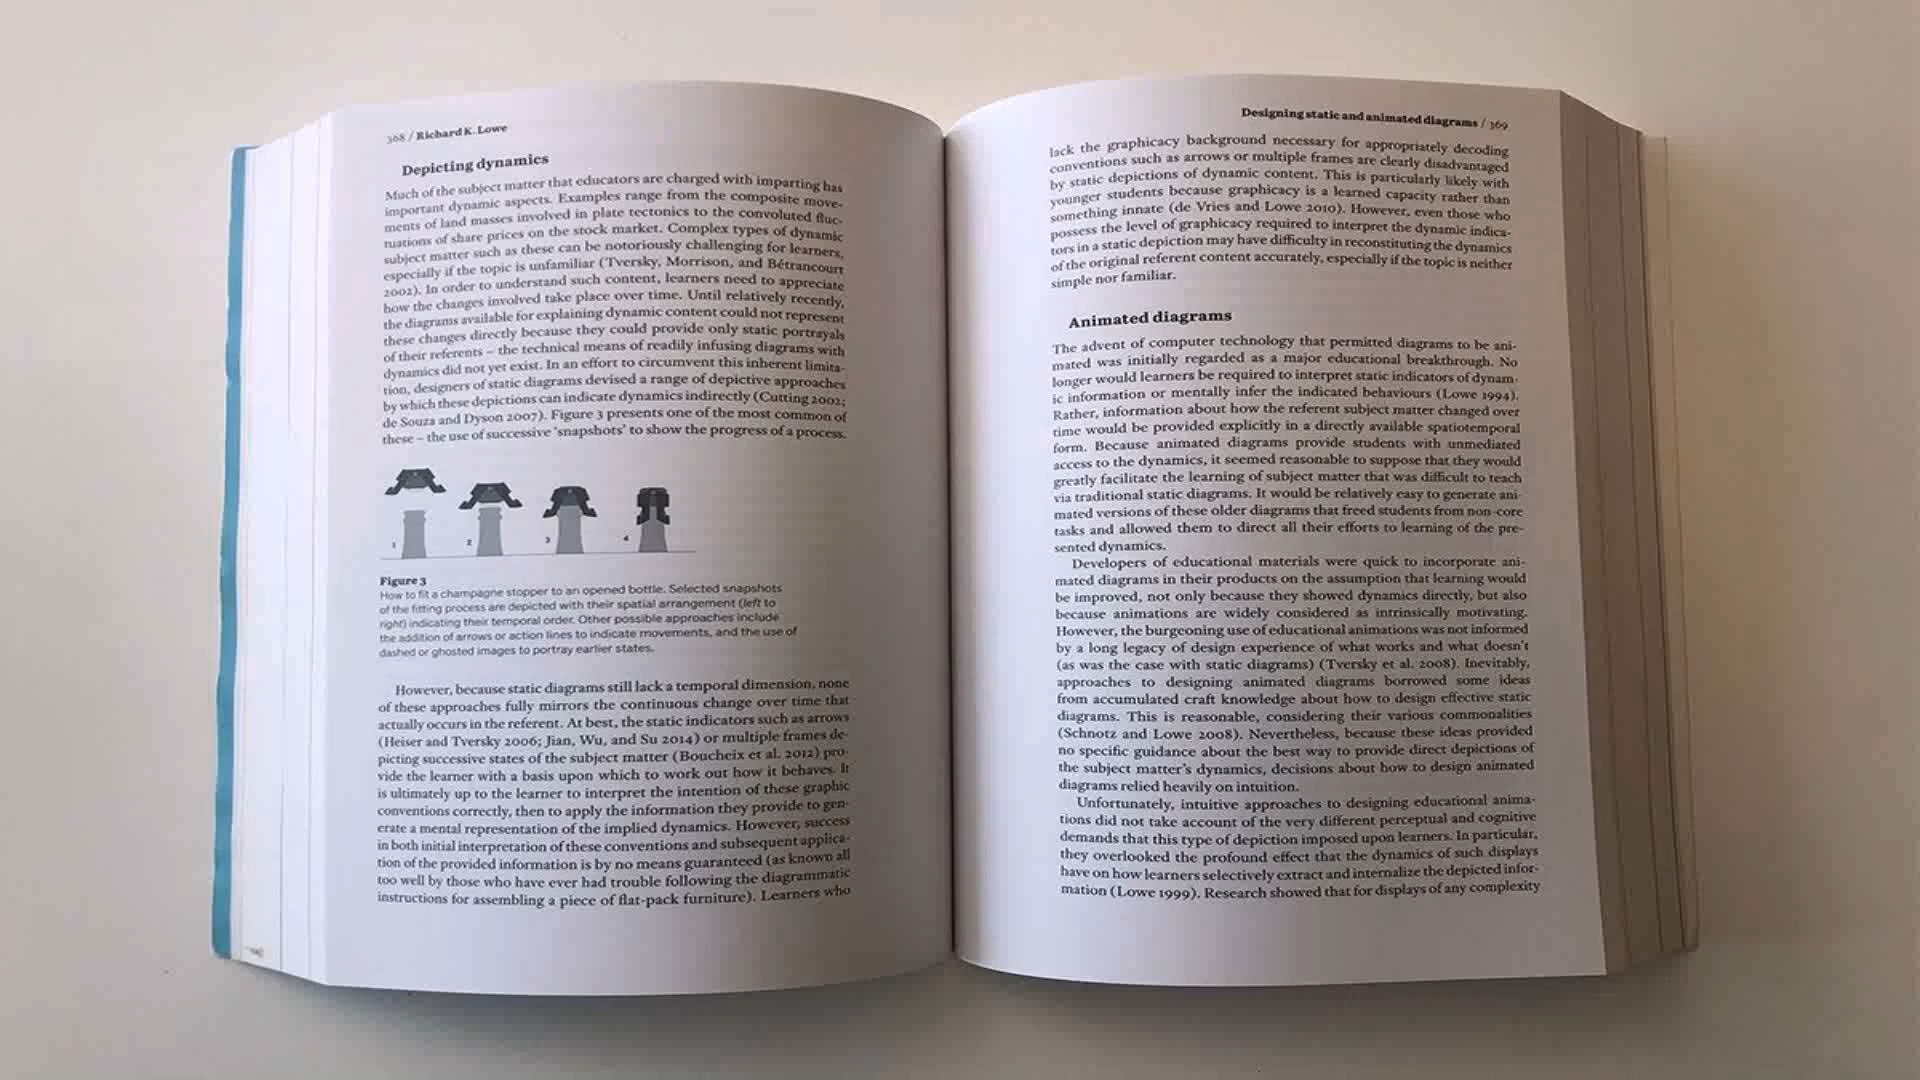 368 / Richard K. Lowe
Depicting dynamics
Much of the subject matter that educators are charged with imparting has
important dynamic aspects. Examples range from the composite move-
ments of land masses involved in plate tectonics to the convoluted fluc-
tuations of share prices on the stock market. Complex types of dynamic
subject matter such as these can be notoriously challenging for learners,
especially if the topic is unfamiliar (Tversky, Morrison, and Bétrancourt
2002). In order to understand such content, learners need to appreciate
how the changes involved take place over time. Until relatively recently,
the diagrams available for explaining dynamic content could not represent
these changes directly because they could provide only static portrayals
of their referents – the technical means of readily infusing diagrams with
dynamics did not yet exist. In an effort to circumvent this inherent limita-
tion, designers of static diagrams devised a range of depictive approaches
by which these depictions can indicate dynamics indirectly (Cutting 2002;
de Souza and Dyson 2007). Figure 3 presents one of the most common of
these – the use of successive ‘snapshots’ to show the progress of a process.
1 2 3 4
Figure 3
How to fit a champagne stopper to an opened bottle. Selected snapshots
of the fitting process are depicted with their spatial arrangement (left to
right) indicating their temporal order. Other possible approaches include
the addition of arrows or action lines to indicate movements, and the use of
dashed or ghosted images to portray earlier states.
However, because static diagrams still lack a temporal dimension, none
of these approaches fully mirrors the continuous change over time that
actually occurs in the referent. At best, the static indicators such as arrows
(Heiser and Tversky 2006; Jian, Wu, and Su 2014) or multiple frames de-
picting successive states of the subject matter (Boucheix et al. 2012) pro-
vide the learner with a basis upon which to work out how it behaves. It
is ultimately up to the learner to interpret the intention of these graphic
conventions correctly, then to apply the information they provide to gen-
erate a mental representation of the implied dynamics. However, success
in both initial interpretation of these conventions and subsequent applica-
tion of the provided information is by no means guaranteed (as known all
too well by those who have ever had trouble following the diagrammatic
instructions for assembling a piece of flat-pack furniture). Learners who
Designing static and animated diagrams / 369
lack the graphicacy background necessary for appropriately decoding
conventions such as arrows or multiple frames are clearly disadvantaged
by static depictions of dynamic content. This is particularly likely with
younger students because graphicacy is a learned capacity rather than
something innate (de Vries and Lowe 2010). However, even those who
possess the level of graphicacy required to interpret the dynamic indica-
tors in a static depiction may have difficulty in reconstituting the dynamics
of the original referent content accurately, especially if the topic is neither
simple nor familiar.
Animated diagrams
The advent of computer technology that permitted diagrams to be ani-
mated was initially regarded as a major educational breakthrough. No
longer would learners be required to interpret static indicators of dynam-
ic information or mentally infer the indicated behaviours (Lowe 1994).
Rather, information about how the referent subject matter changed over
time would be provided explicitly in a directly available spatiotemporal
form. Because animated diagrams provide students with unmediated
access to the dynamics, it seemed reasonable to suppose that they would
greatly facilitate the learning of subject matter that was difficult to teach
via traditional static diagrams. It would be relatively easy to generate ani-
mated versions of these older diagrams that freed students from non-core
tasks and allowed them to direct all their efforts to learning of the pre-
sented dynamics.
Developers of educational materials were quick to incorporate ani-
mated diagrams in their products on the assumption that learning would
be improved, not only because they showed dynamics directly, but also
because animations are widely considered as intrinsically motivating.
However, the burgeoning use of educational animations was not informed
by a long legacy of design experience of what works and what doesn't
(as was the case with static diagrams) (Tversky et al. 2008). Inevitably,
approaches to designing animated diagrams borrowed some ideas
from accumulated craft knowledge about how to design effective static
diagrams. This is reasonable, considering their various commonalities
(Schnotz and Lowe 2008). Nevertheless, because these ideas provided
no specific guidance about the best way to provide direct depictions of
the subject matter's dynamics, decisions about how to design animated
diagrams relied heavily on intuition.
Unfortunately, intuitive approaches to designing educational anima-
tions did not take account of the very different perceptual and cognitive
demands that this type of depiction imposed upon learners. In particular,
they overlooked the profound effect that the dynamics of such displays
have on how learners selectively extract and internalize the depicted infor-
mation (Lowe 1999). Research showed that for displays of any complexity